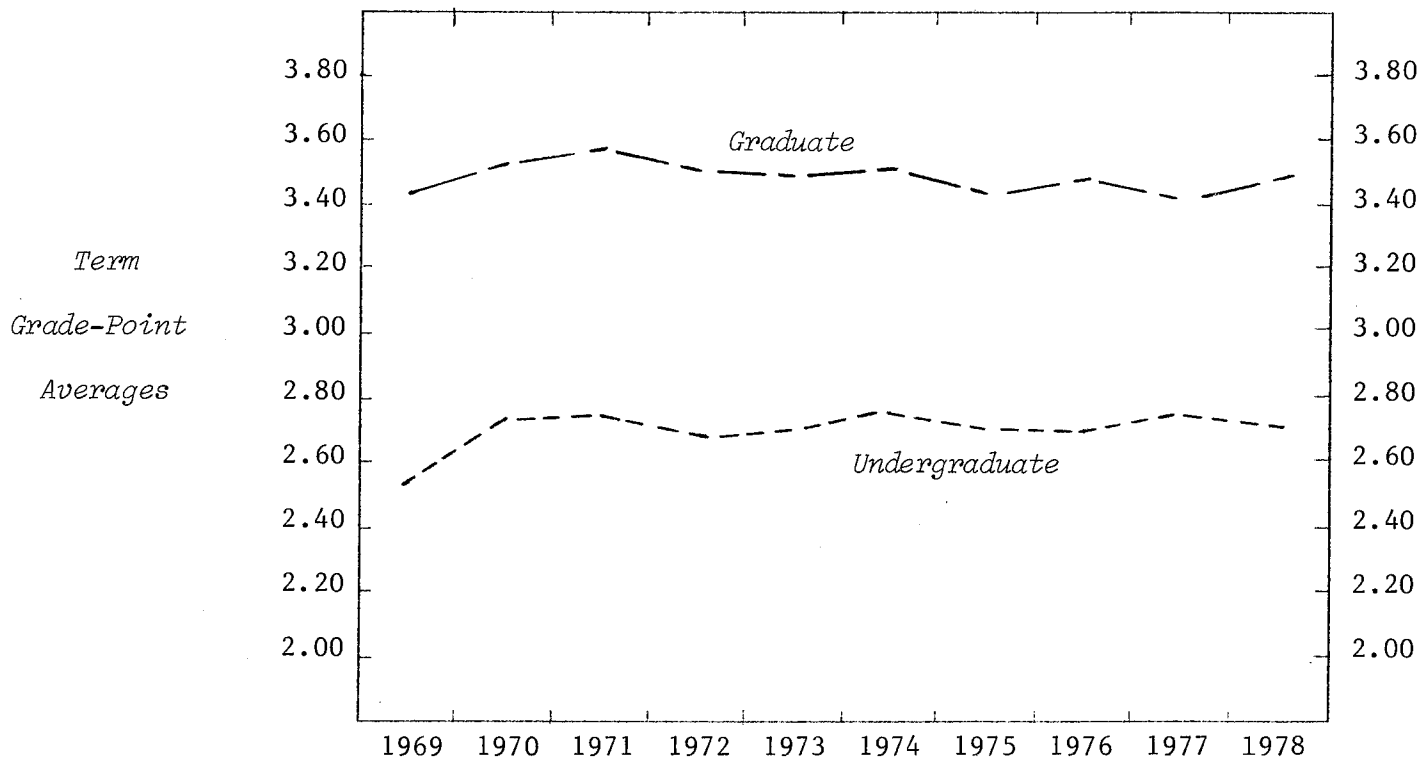 3.80 3.80
3.60 Graduate 3.60
3.40 3.40
Term 3.20 3.20
Grade-Point 3.00 3.00
Averages 2.80 2.80
2.60 Undergraduate 2.60
2.40 2.40
2.20 2.20
2.00 2.00
1969 1970 1971 1972 1973 1974 1975 1976 1977 1978